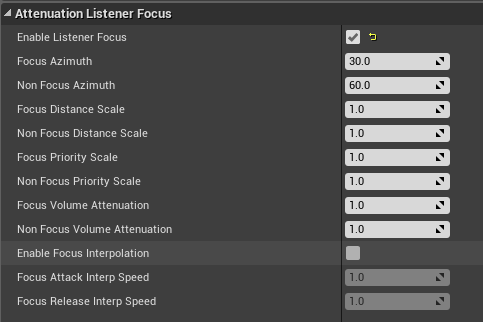 Attenuation Listener Focus
Enable Listener Focus
Focus Azimuth 30.0
Non Focus Azimuth 60.0
Focus Distance Scale 1.0
Non Focus Distance Scale 1.0
Focus Priority Scale 1.0
Non Focus Priority Scale 1.0
Focus Volume Attenuation 1.0
Non Focus Volume Attenuation 1.0
Enable Focus Interpolation
Focus Attack Interp Speed 1.0
Focus Release Interp Speed 1.0